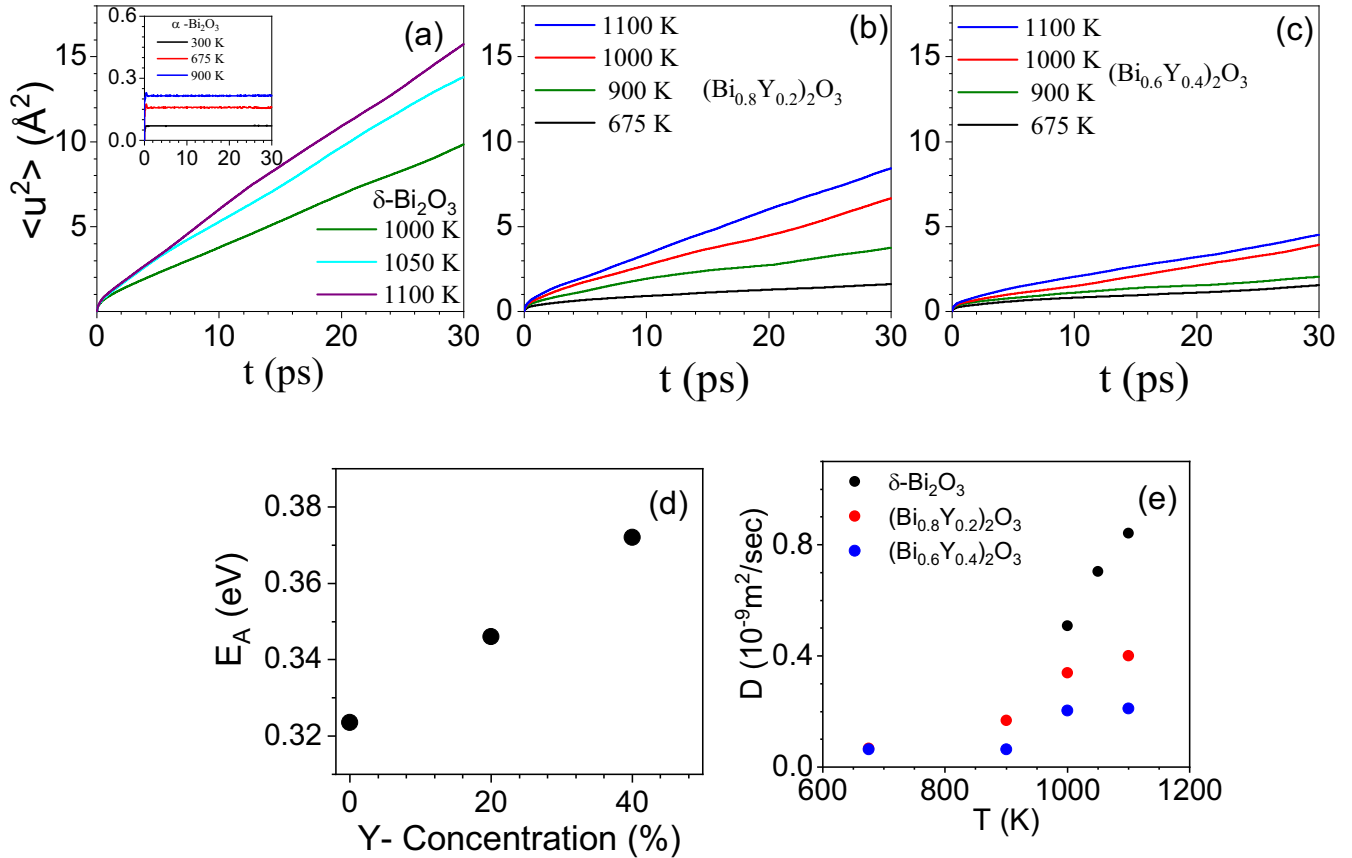 (a)
α -Bi₂O₃
300 K
675 K
900 K
0.6
0.3
0.0
0 10 20 30
15
10
5
0
<u²> (Å²)
δ-Bi₂O₃
1000 K
1050 K
1100 K
0 10 20 30
t (ps)
(b)
1100 K
1000 K
900 K
675 K
(Bi₀.₈Y₀.₂)₂O₃
15
10
5
0
0 10 20 30
t (ps)
(c)
1100 K
1000 K
900 K
675 K
(Bi₀.₆Y₀.₄)₂O₃
15
10
5
0
0 10 20 30
t (ps)
(d)
0.38
0.36
0.34
0.32
E_A (eV)
0 20 40
Y- Concentration (%)
(e)
δ-Bi₂O₃
(Bi₀.₈Y₀.₂)₂O₃
(Bi₀.₆Y₀.₄)₂O₃
0.8
0.4
0.0
D (10⁻⁹m²/sec)
600 800 1000 1200
T (K)